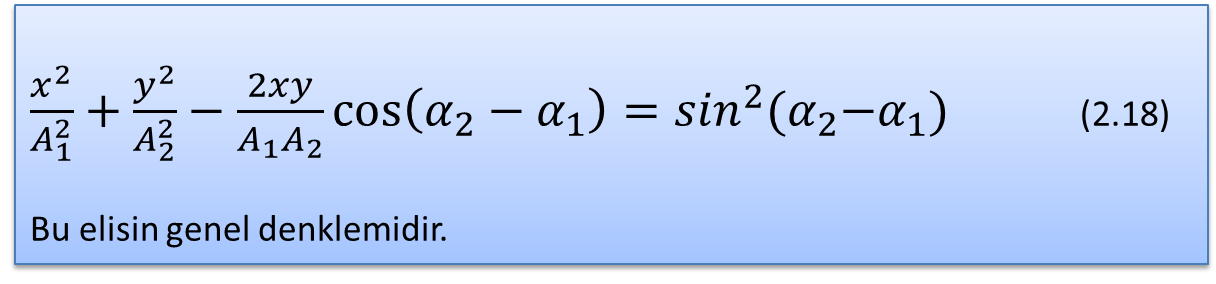 x²/A₁² + y²/A₂² − 2xy/A₁A₂ cos(α₂ − α₁) = sin²(α₂−α₁) (2.18)
Bu elisin genel denklemidir.